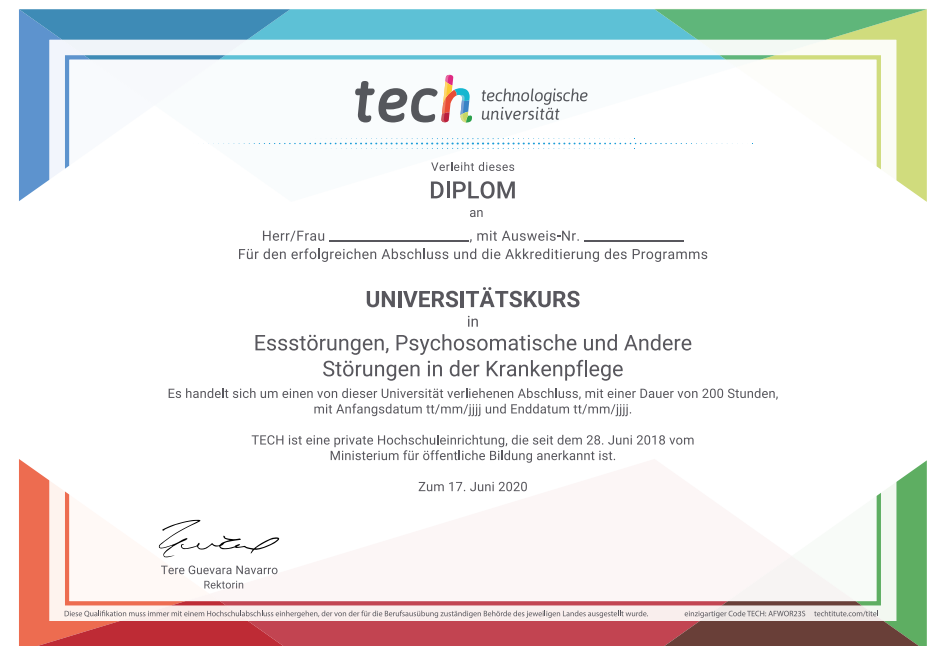 tech technologische
universität
Verleiht dieses
DIPLOM
an
Herr/Frau ____________, mit Ausweis-Nr. ____________
Für den erfolgreichen Abschluss und die Akkreditierung des Programms
UNIVERSITÄTSKURS
in
Essstörungen, Psychosomatische und Andere
Störungen in der Krankenpflege
Es handelt sich um einen von dieser Universität verliehenen Abschluss, mit einer Dauer von 200 Stunden,
mit Anfangsdatum tt/mm/jjjj und Enddatum tt/mm/jjjj.
TECH ist eine private Hochschuleinrichtung, die seit dem 28. Juni 2018 vom
Ministerium für öffentliche Bildung anerkannt ist.
Zum 17. Juni 2020
Tere Guevara Navarro
Rektorin
Diese Qualifikation muss immer mit einem Hochschulabschluss einhergehen, der von der für die Berufsausübung zuständigen Behörde des jeweiligen Landes ausgestellt wurde. einzigartiger Code TECH: AFWOR235 techtitute.com/titel